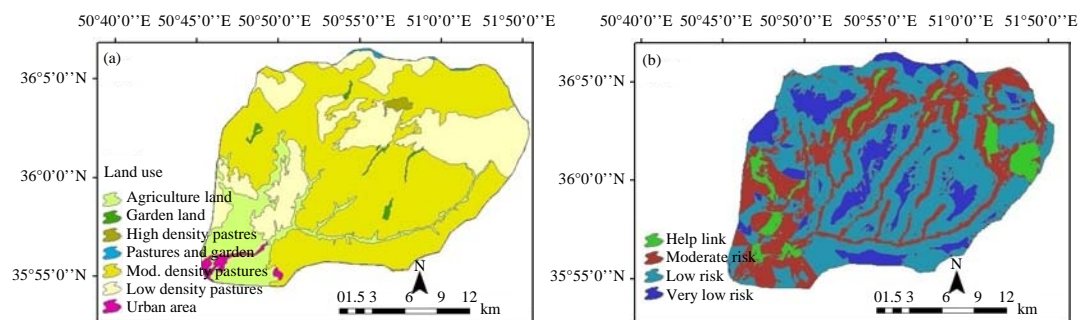 50°40'0''E 50°45'0''E 50°50'0''E 50°55'0''E 51°0'0''E 51°50'0''E
(a)
36°5'0''N
36°0'0''N
35°55'0''N
Land use
Agriculture land
Garden land
High density pastres
Pastures and garden
Mod. density pastures
Low density pastures
Urban area
N
01.5 3 6 9 12
km
50°40'0''E 50°45'0''E 50°50'0''E 50°55'0''E 51°0'0''E 51°50'0''E
(b)
36°5'0''N
36°0'0''N
35°55'0''N
Help link
Moderate risk
Low risk
Very low risk
N
01.5 3 6 9 12
km